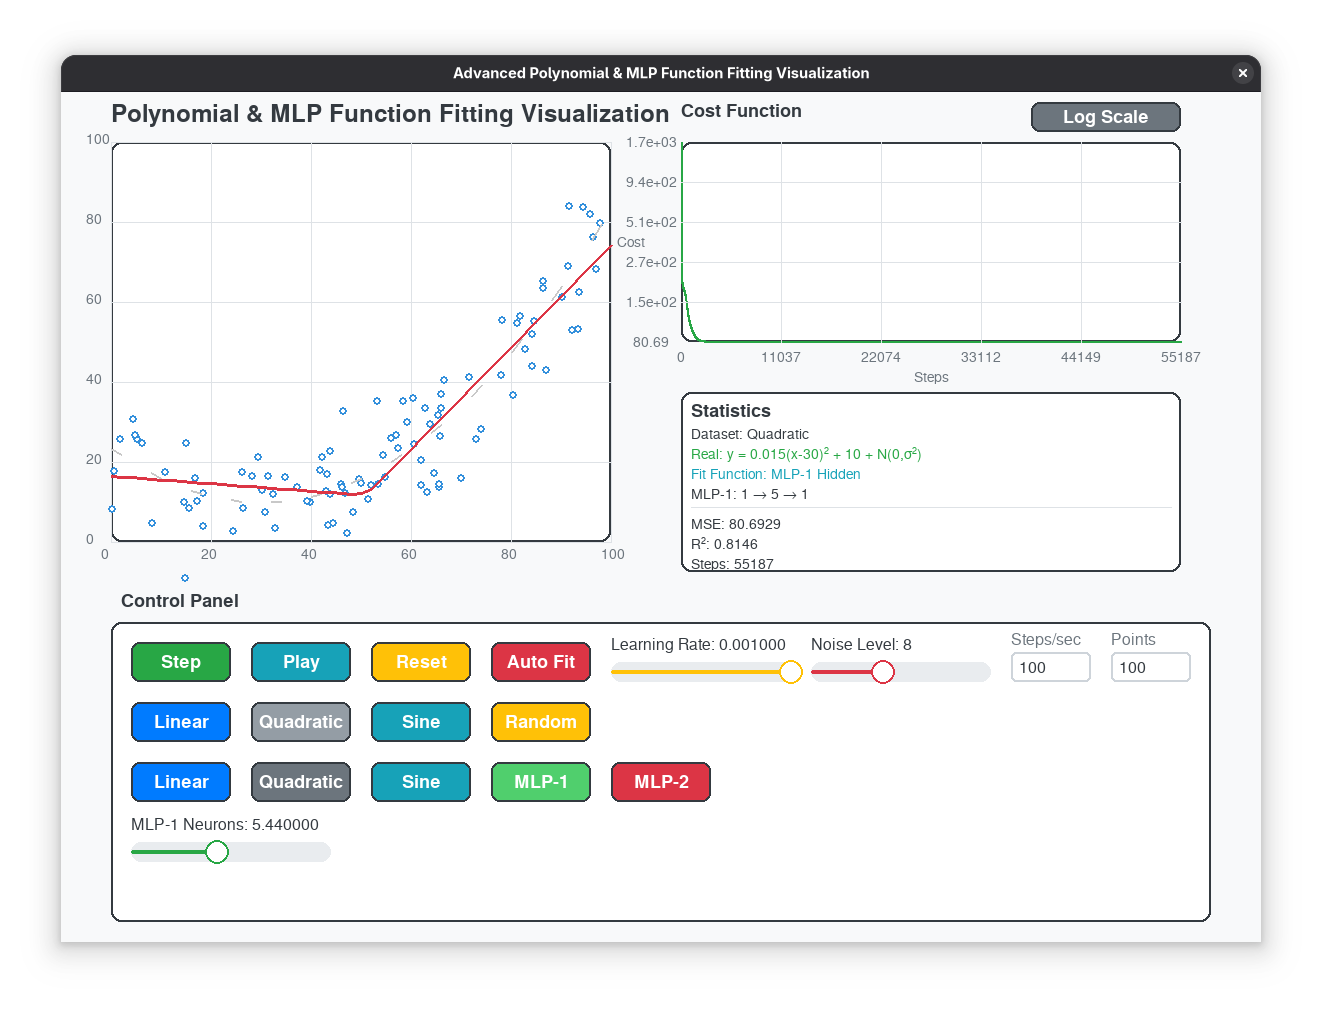 Advanced Polynomial & MLP Function Fitting Visualization
Polynomial & MLP Function Fitting Visualization
100
80
60
40
20
0
0 20 40 60 80 100
Cost Function
Log Scale
Cost
1.7e+03
9.4e+02
5.1e+02
2.7e+02
1.5e+02
80.69
0 11037 22074 33112 44149 55187
Steps
Statistics
Dataset: Quadratic
Real: y = 0.015(x-30)² + 10 + N(0,σ²)
Fit Function: MLP-1 Hidden
MLP-1: 1 → 5 → 1
MSE: 80.6929
R²: 0.8146
Steps: 55187
Control Panel
Step Play Reset Auto Fit
Learning Rate: 0.001000
Noise Level: 8
Steps/sec
100
Points
100
Linear Quadratic Sine Random
Linear Quadratic Sine MLP-1 MLP-2
MLP-1 Neurons: 5.440000